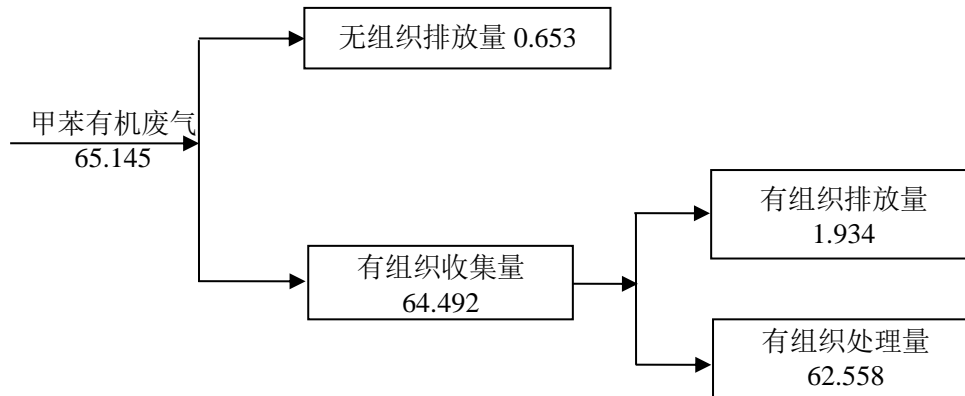 无组织排放量 0.653
甲苯有机废气
65.145
有组织排放量
1.934
有组织收集量
64.492
有组织处理量
62.558